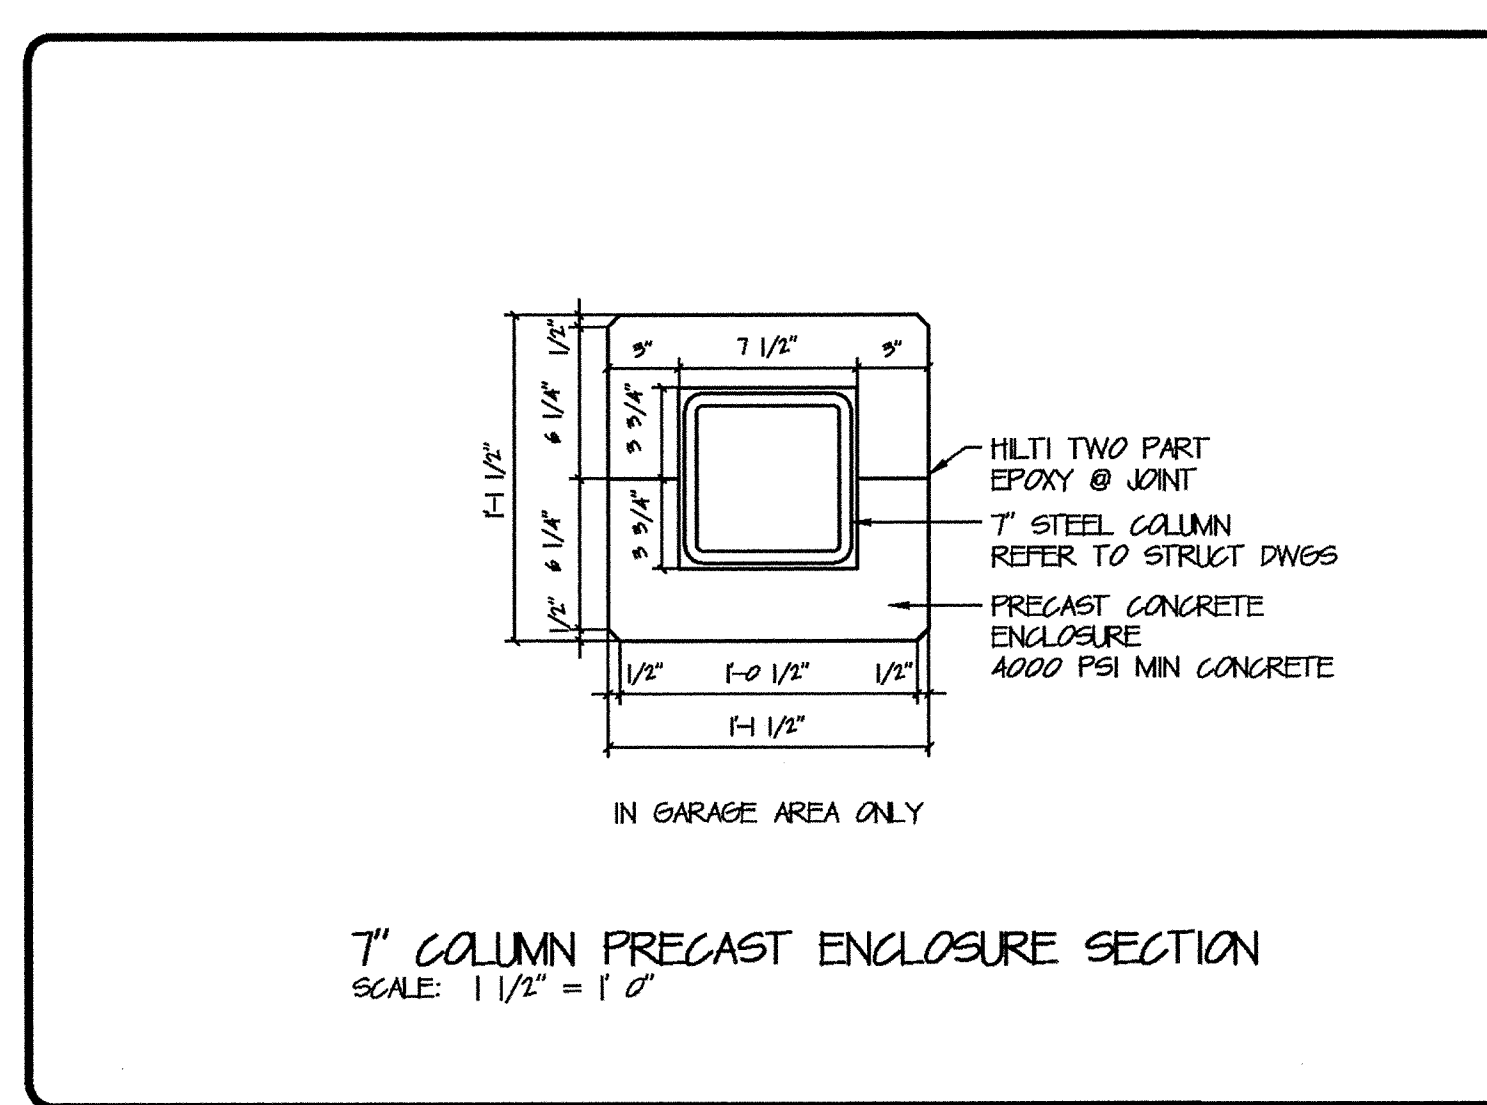 1/2"
3"
7 1/2"
3"
6 1/4"
3 3/4"
1'-1 1/2"
6 1/4"
3 3/4"
1/2"
HILTI TWO PART
EPOXY @ JOINT
7" STEEL COLUMN
REFER TO STRUCT DWGS
PRECAST CONCRETE
ENCLOSURE
4000 PSI MIN CONCRETE
1/2"
1'-0 1/2"
1/2"
1'-1 1/2"
IN GARAGE AREA ONLY
7" COLUMN PRECAST ENCLOSURE SECTION
SCALE: 1 1/2" = 1' 0"